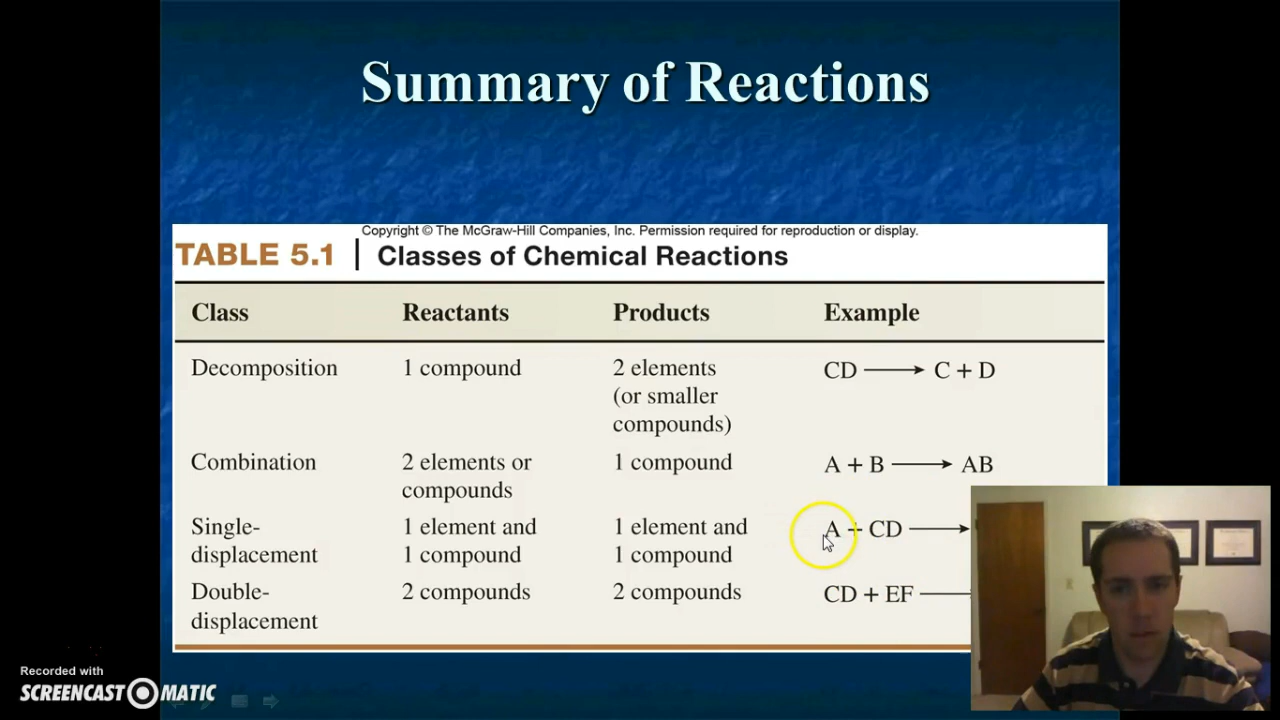 Summary of Reactions
Copyright © The McGraw-Hill Companies, Inc. Permission required for reproduction or display.
TABLE 5.1 | Classes of Chemical Reactions
Class Reactants Products Example
Decomposition 1 compound 2 elements CD ⟶ C + D
(or smaller
compounds)
Combination 2 elements or 1 compound A + B ⟶ AB
compounds
Single- 1 element and 1 element and A + CD ⟶
displacement 1 compound 1 compound
Double- 2 compounds 2 compounds CD + EF ⟶
displacement
Recorded with
SCREENCAST-O-MATIC